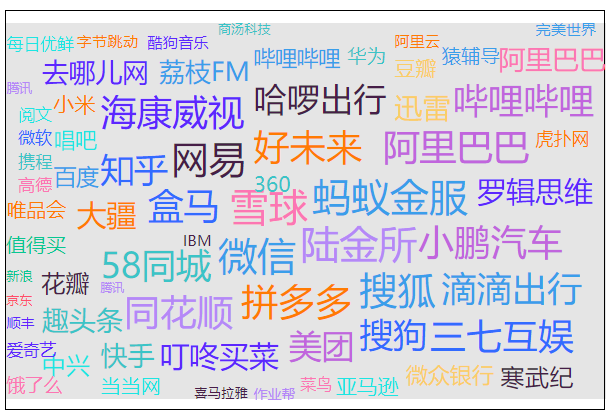 商汤科技
完美世界
每日优鲜
字节跳动
酷狗音乐
阿里云
哔哩哔哩
华为
猿辅导
阿里巴巴
去哪儿网
荔枝FM
豆瓣
腾讯
小米
海康威视
哈啰出行
迅雷
哔哩哔哩
阅文
微软
唱吧
网易
好未来
阿里巴巴
虎扑网
携程
知乎
高德
百度
360
蚂蚁金服
罗辑思维
唯品会
大疆
盒马
雪球
值得买
IBM
微信
陆金所
小鹏汽车
58同城
新浪
花瓣
腾讯
搜狐
滴滴出行
京东
同花顺
拼多多
顺丰
趣头条
搜狗
三七互娱
爱奇艺
中兴
快手
叮咚买菜
美团
微众银行
寒武纪
饿了么
当当网
喜马拉雅
作业帮
菜鸟
亚马逊